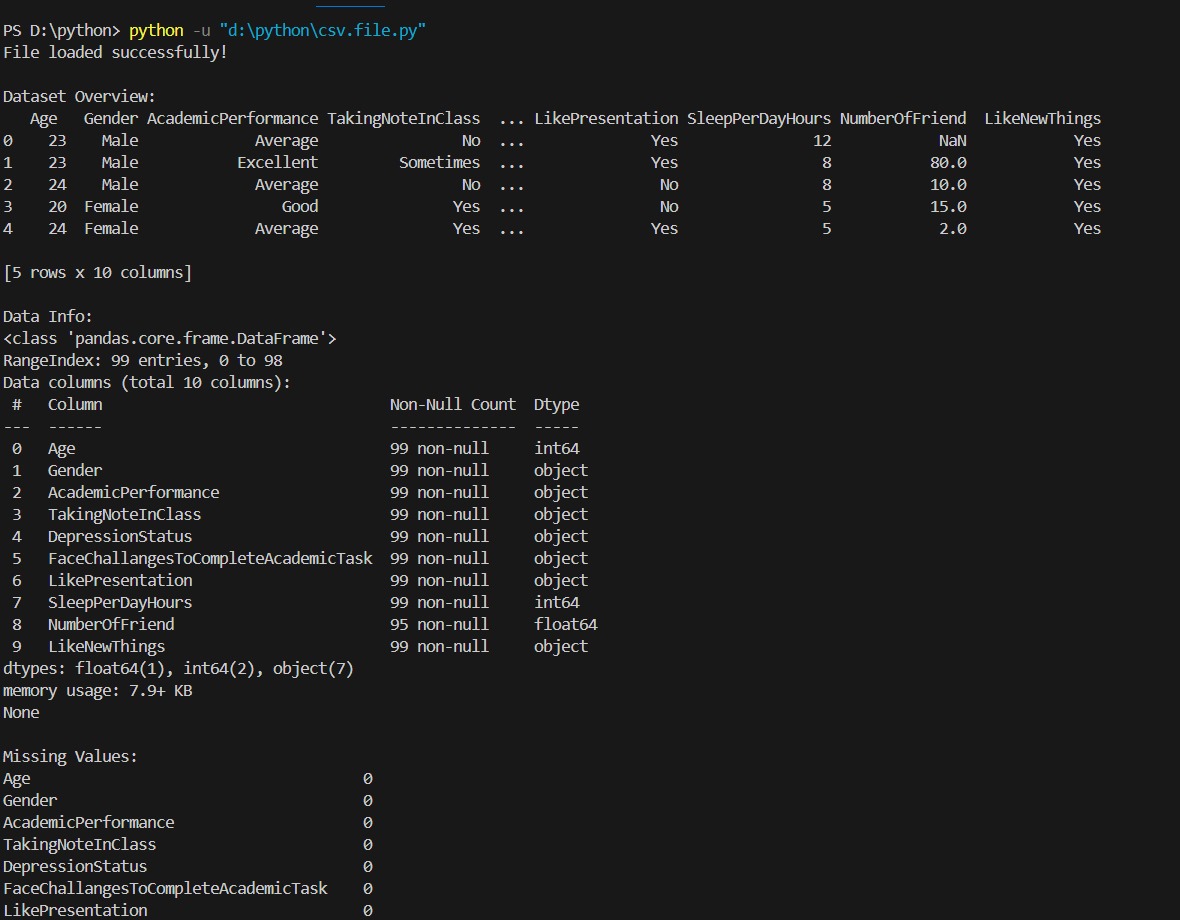 PS D:\python> python -u "d:\python\csv.file.py"
File loaded successfully!
Dataset Overview:
   Age   Gender AcademicPerformance TakingNoteInClass  ... LikePresentation SleepPerDayHours NumberOfFriend  LikeNewThings
0    23    Male             Average                No  ...              Yes               12            NaN            Yes
1    23    Male           Excellent         Sometimes  ...              Yes                8           80.0            Yes
2    24    Male             Average                No  ...               No                8           10.0            Yes
3    20  Female                Good               Yes  ...               No                5           15.0            Yes
4    24  Female             Average               Yes  ...              Yes                5            2.0            Yes
[5 rows x 10 columns]
Data Info:
<class 'pandas.core.frame.DataFrame'>
RangeIndex: 99 entries, 0 to 98
Data columns (total 10 columns):
 #   Column                                Non-Null Count  Dtype
---  ------                                --------------  -----
 0   Age                                   99 non-null     int64
 1   Gender                                99 non-null     object
 2   AcademicPerformance                   99 non-null     object
 3   TakingNoteInClass                     99 non-null     object
 4   DepressionStatus                      99 non-null     object
 5   FaceChallangesToCompleteAcademicTask  99 non-null     object
 6   LikePresentation                      99 non-null     object
 7   SleepPerDayHours                      99 non-null     int64
 8   NumberOfFriend                        95 non-null     float64
 9   LikeNewThings                         99 non-null     object
dtypes: float64(1), int64(2), object(7)
memory usage: 7.9+ KB
None
Missing Values:
Age                                     0
Gender                                  0
AcademicPerformance                     0
TakingNoteInClass                       0
DepressionStatus                        0
FaceChallangesToCompleteAcademicTask    0
LikePresentation                        0